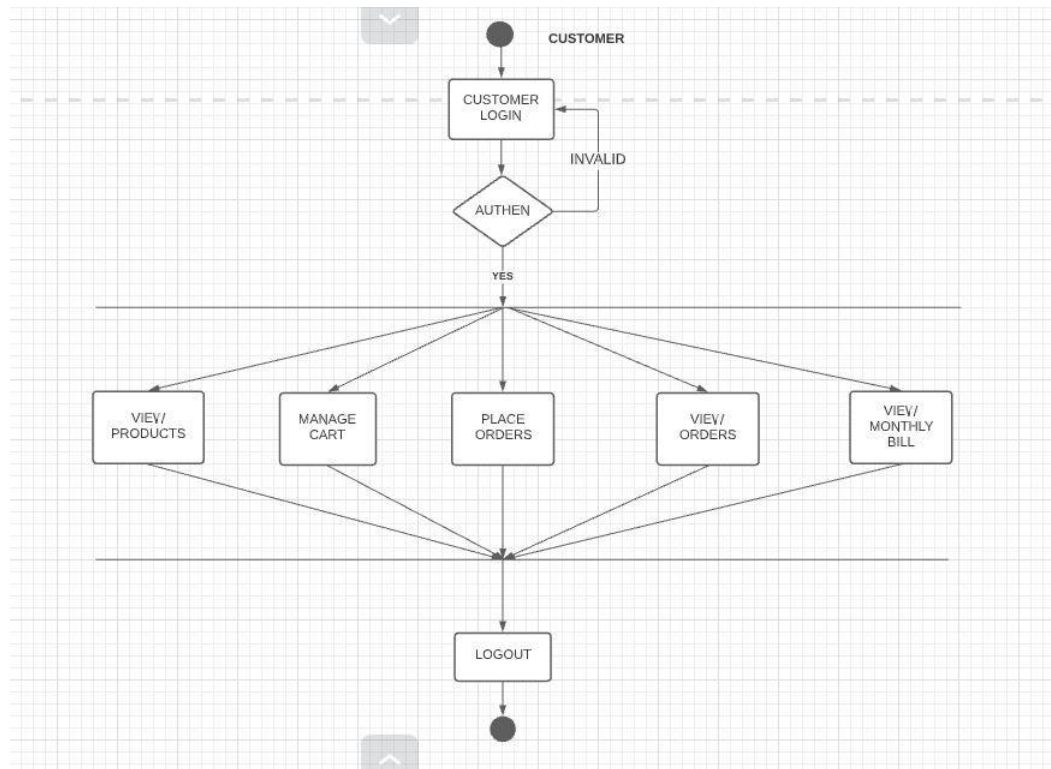 CUSTOMER
CUSTOMER
LOGIN
INVALID
AUTHEN
YES
VIEW/
PRODUCTS
MANAGE
CART
PLACE
ORDERS
VIEW/
ORDERS
VIEW/
MONTHLY
BILL
LOGOUT